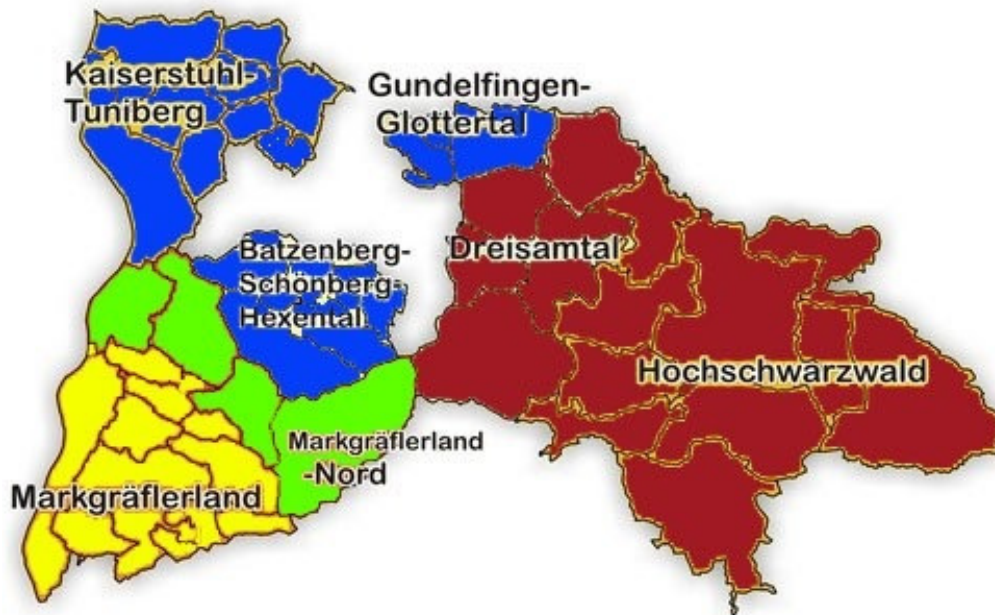 Kaiserstuhl-
Tuniberg
Gundelfingen-
Glottertal
Batzenberg-
Schönberg-
Hexental
Dreisamtal
Hochschwarzwald
Markgräflerland
-Nord
Markgräflerland